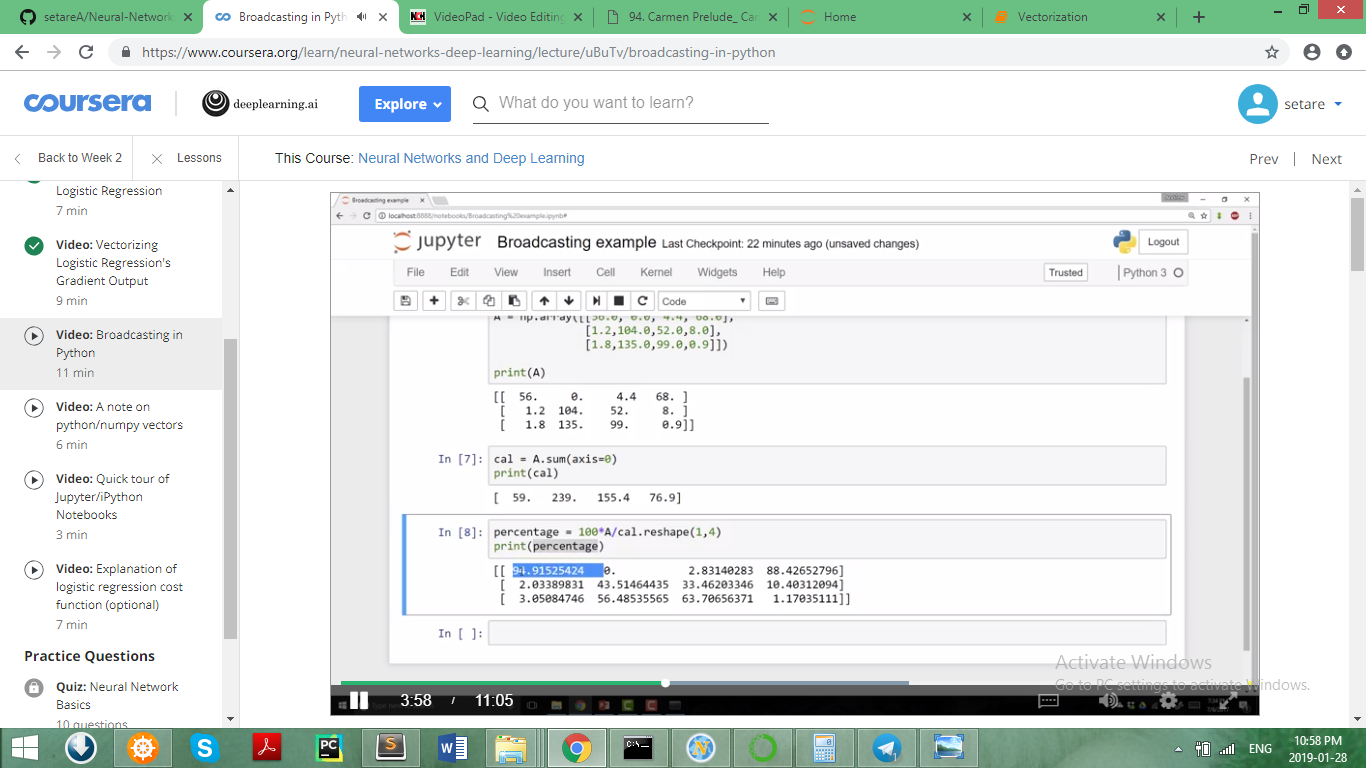 setareA/Neural-Network
Broadcasting in Pyth
VideoPad - Video Editing
94. Carmen Prelude_ Car
Home
Vectorization
https://www.coursera.org/learn/neural-networks-deep-learning/lecture/uBuTv/broadcasting-in-python
coursera
deeplearning.ai
Explore
What do you want to learn?
setare
Back to Week 2
Lessons
This Course: Neural Networks and Deep Learning
Prev | Next
Logistic Regression
7 min
Video: Vectorizing
Logistic Regression's
Gradient Output
9 min
Video: Broadcasting in
Python
11 min
Video: A note on
python/numpy vectors
6 min
Video: Quick tour of
Jupyter/iPython
Notebooks
3 min
Video: Explanation of
logistic regression cost
function (optional)
7 min
Practice Questions
Quiz: Neural Network
Basics
10 questions
Broadcasting example
localhost:8888/notebooks/Broadcasting%20example.ipynb#
jupyter Broadcasting example Last Checkpoint: 22 minutes ago (unsaved changes)
Logout
File Edit View Insert Cell Kernel Widgets Help
Trusted
Python 3
Code
A = np.array([[56.0, 0.0, 4.4, 68.0],
[1.2,104.0,52.0,8.0],
[1.8,135.0,99.0,0.9]])
print(A)
[[ 56. 0. 4.4 68. ]
[ 1.2 104. 52. 8. ]
[ 1.8 135. 99. 0.9]]
In [7]: cal = A.sum(axis=0)
print(cal)
[ 59. 239. 155.4 76.9]
In [8]: percentage = 100*A/cal.reshape(1,4)
print(percentage)
[[ 94.91525424 0. 2.83140283 88.42652796]
[ 2.03389831 43.51464435 33.46203346 10.40312094]
[ 3.05084746 56.48535565 63.70656371 1.17035111]]
In [ ]:
Activate Windows
Go to PC settings to activate Windows.
3:58 / 11:05
ENG
10:58 PM
2019-01-28